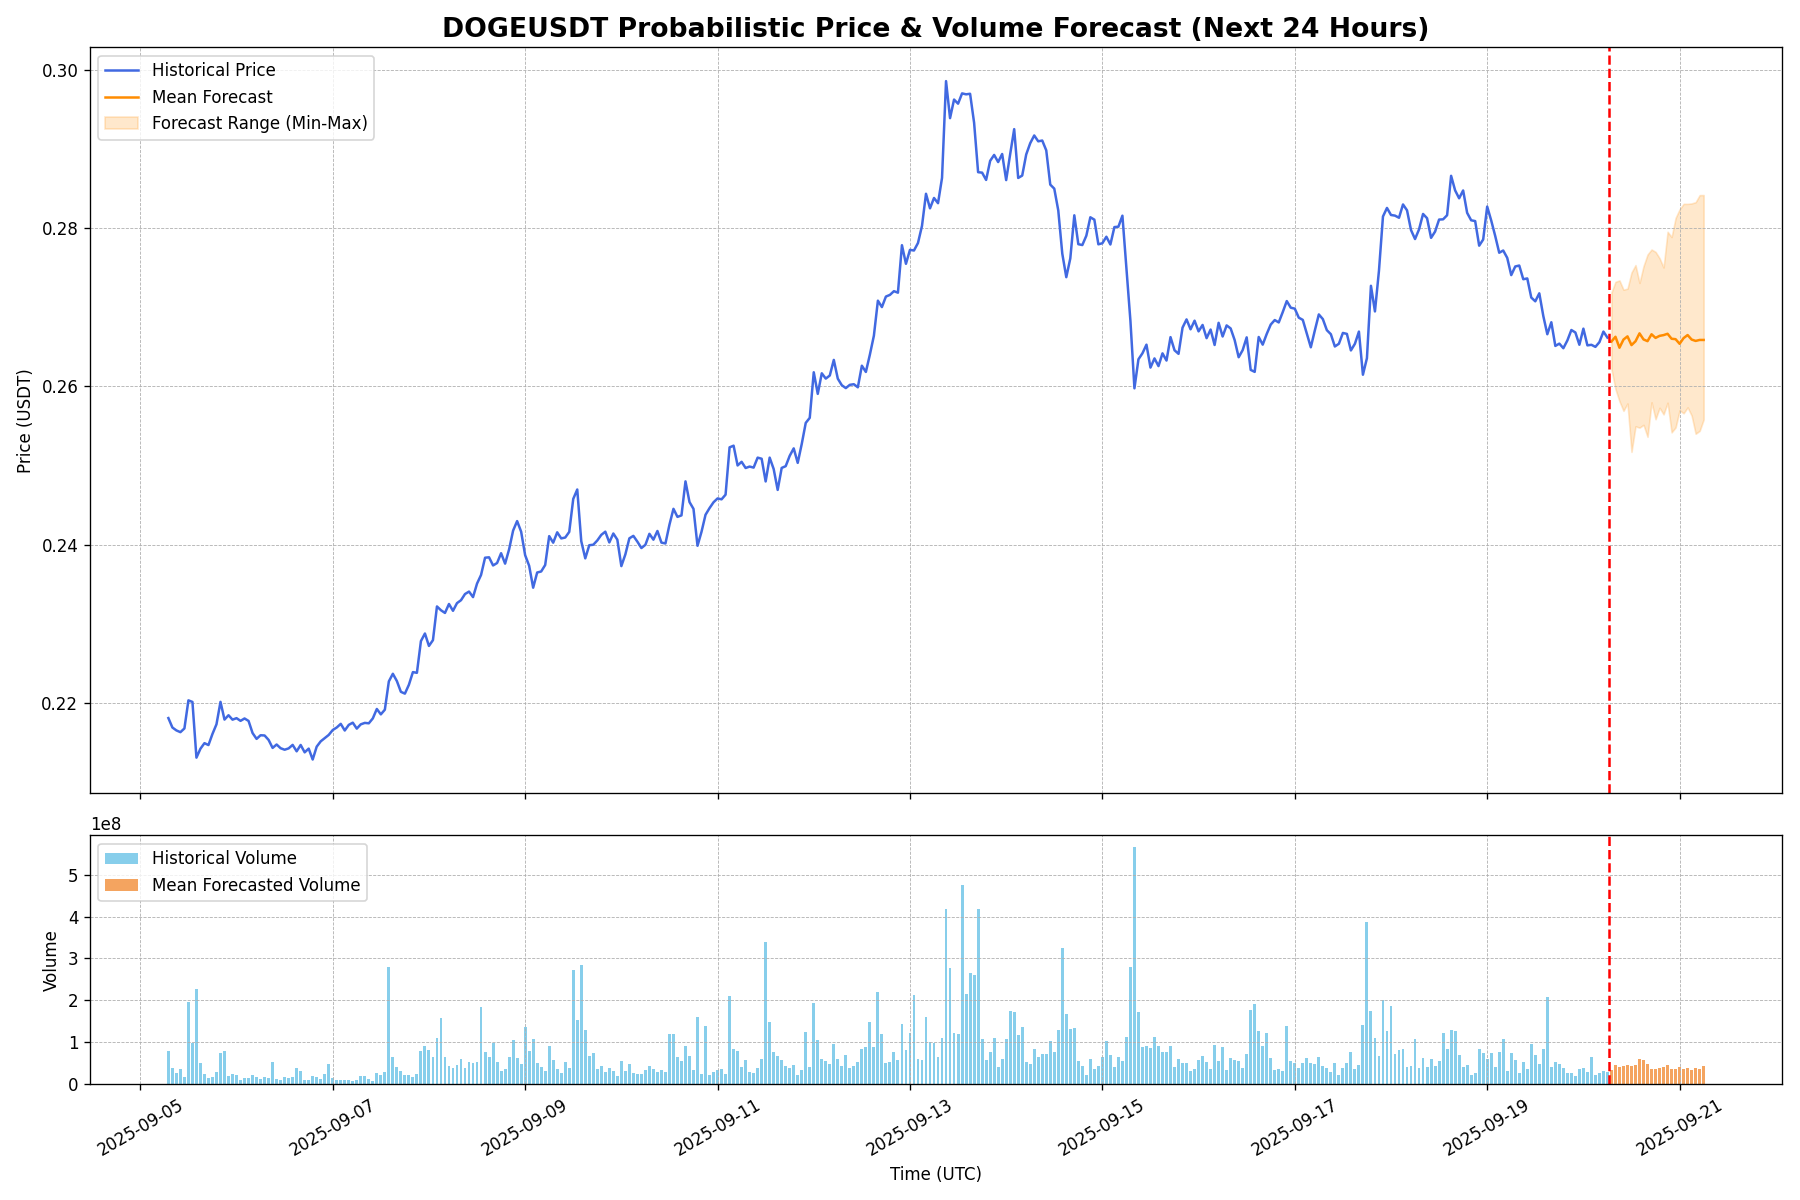 DOGEUSDT Probabilistic Price & Volume Forecast (Next 24 Hours)
Historical Price
Mean Forecast
Forecast Range (Min-Max)
0.30
0.28
0.26
0.24
0.22
Price (USDT)
1e8
Historical Volume
Mean Forecasted Volume
5
4
3
2
1
0
Volume
2025-09-05
2025-09-07
2025-09-09
2025-09-11
2025-09-13
2025-09-15
2025-09-17
2025-09-19
2025-09-21
Time (UTC)